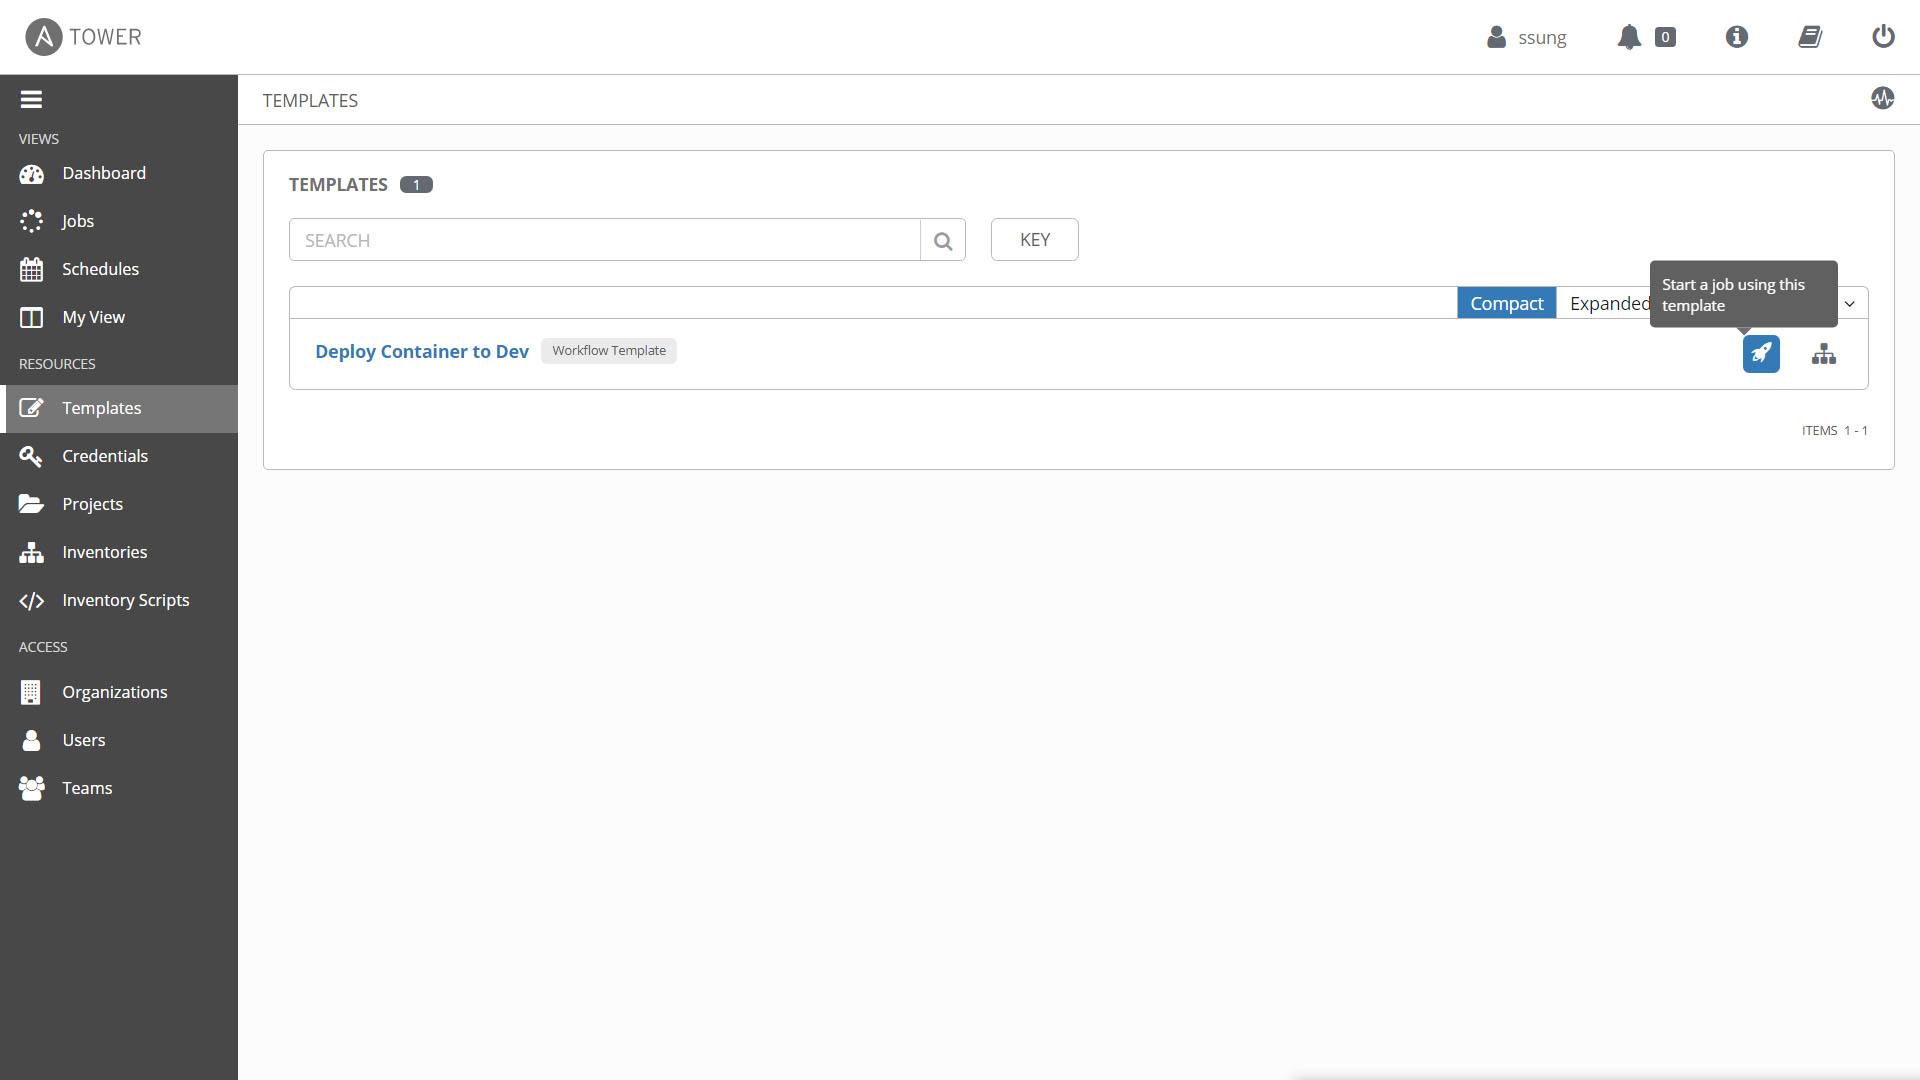 TOWER
ssung
0
VIEWS
Dashboard
Jobs
Schedules
My View
RESOURCES
Templates
Credentials
Projects
Inventories
Inventory Scripts
ACCESS
Organizations
Users
Teams
TEMPLATES
TEMPLATES 1
SEARCH
KEY
Compact Expanded
Start a job using this
template
Deploy Container to Dev Workflow Template
ITEMS 1 - 1